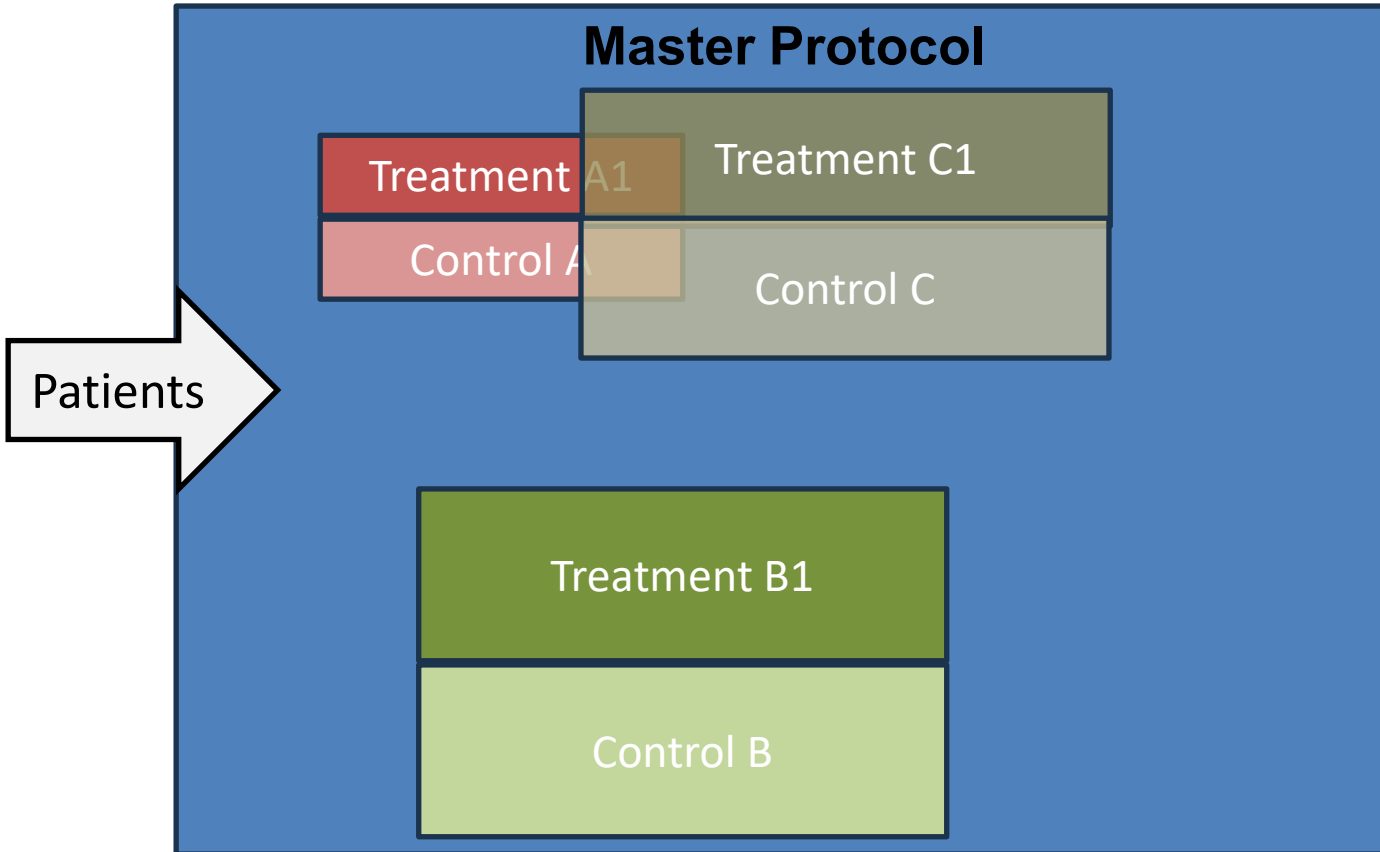 Master Protocol
Treatment A1
Treatment C1
Control A
Control C
Patients
Treatment B1
Control B